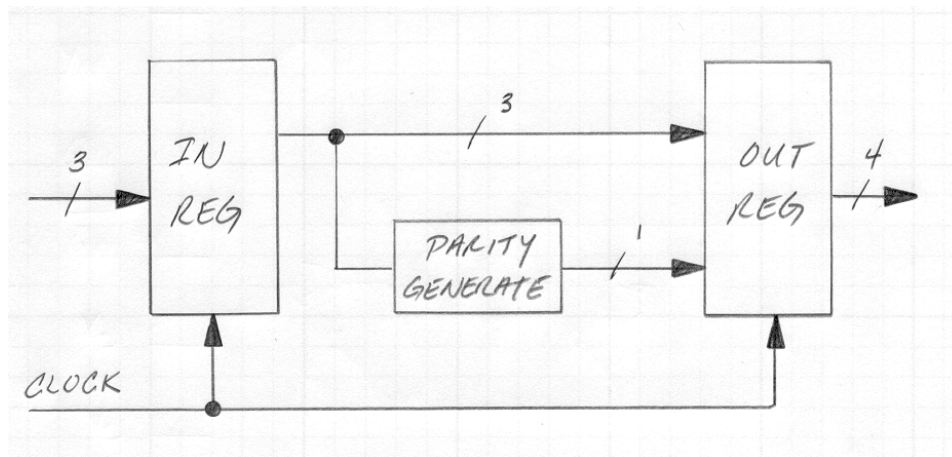 3
IN
REG
3
PARITY
GENERATE
1
OUT
REG
4
CLOCK